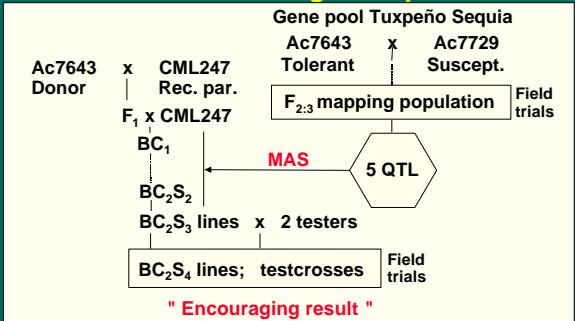 Gene pool Tuxpeño Sequia
Ac7643 x CML247
Donor Rec. par.
Ac7643 x Ac7729
Tolerant Suscept.
F2:3 mapping population
Field
trials
F1 x CML247
BC1
MAS
5 QTL
BC2S2
BC2S3 lines x 2 testers
BC2S4 lines; testcrosses
Field
trials
" Encouraging result "